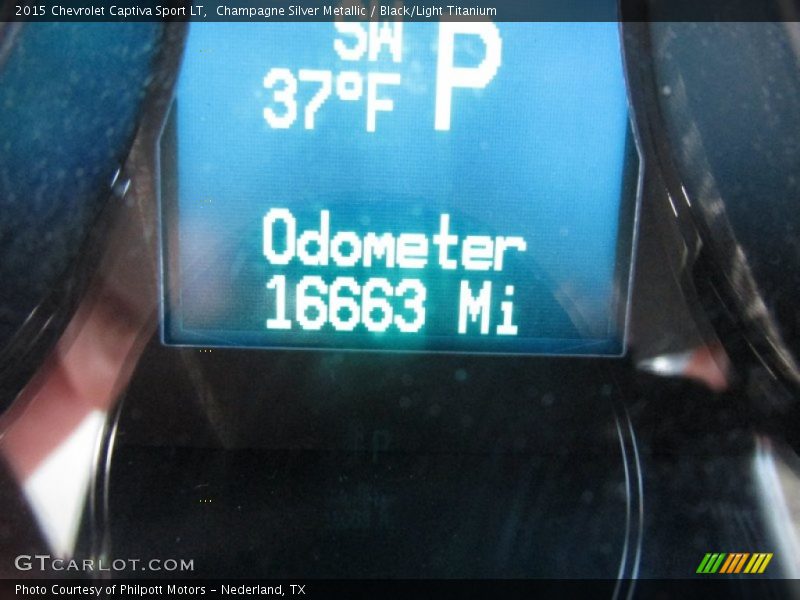 2015 Chevrolet Captiva Sport LT,  Champagne Silver Metallic / Black/Light Titanium
SW P
37°F
Odometer
16663 Mi
GTCARLOT.COM
Photo Courtesy of Philpott Motors - Nederland, TX